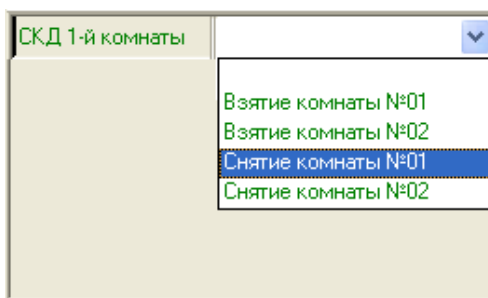 СКД 1-й комнаты
Взятие комнаты №01
Взятие комнаты №02
Снятие комнаты №01
Снятие комнаты №02